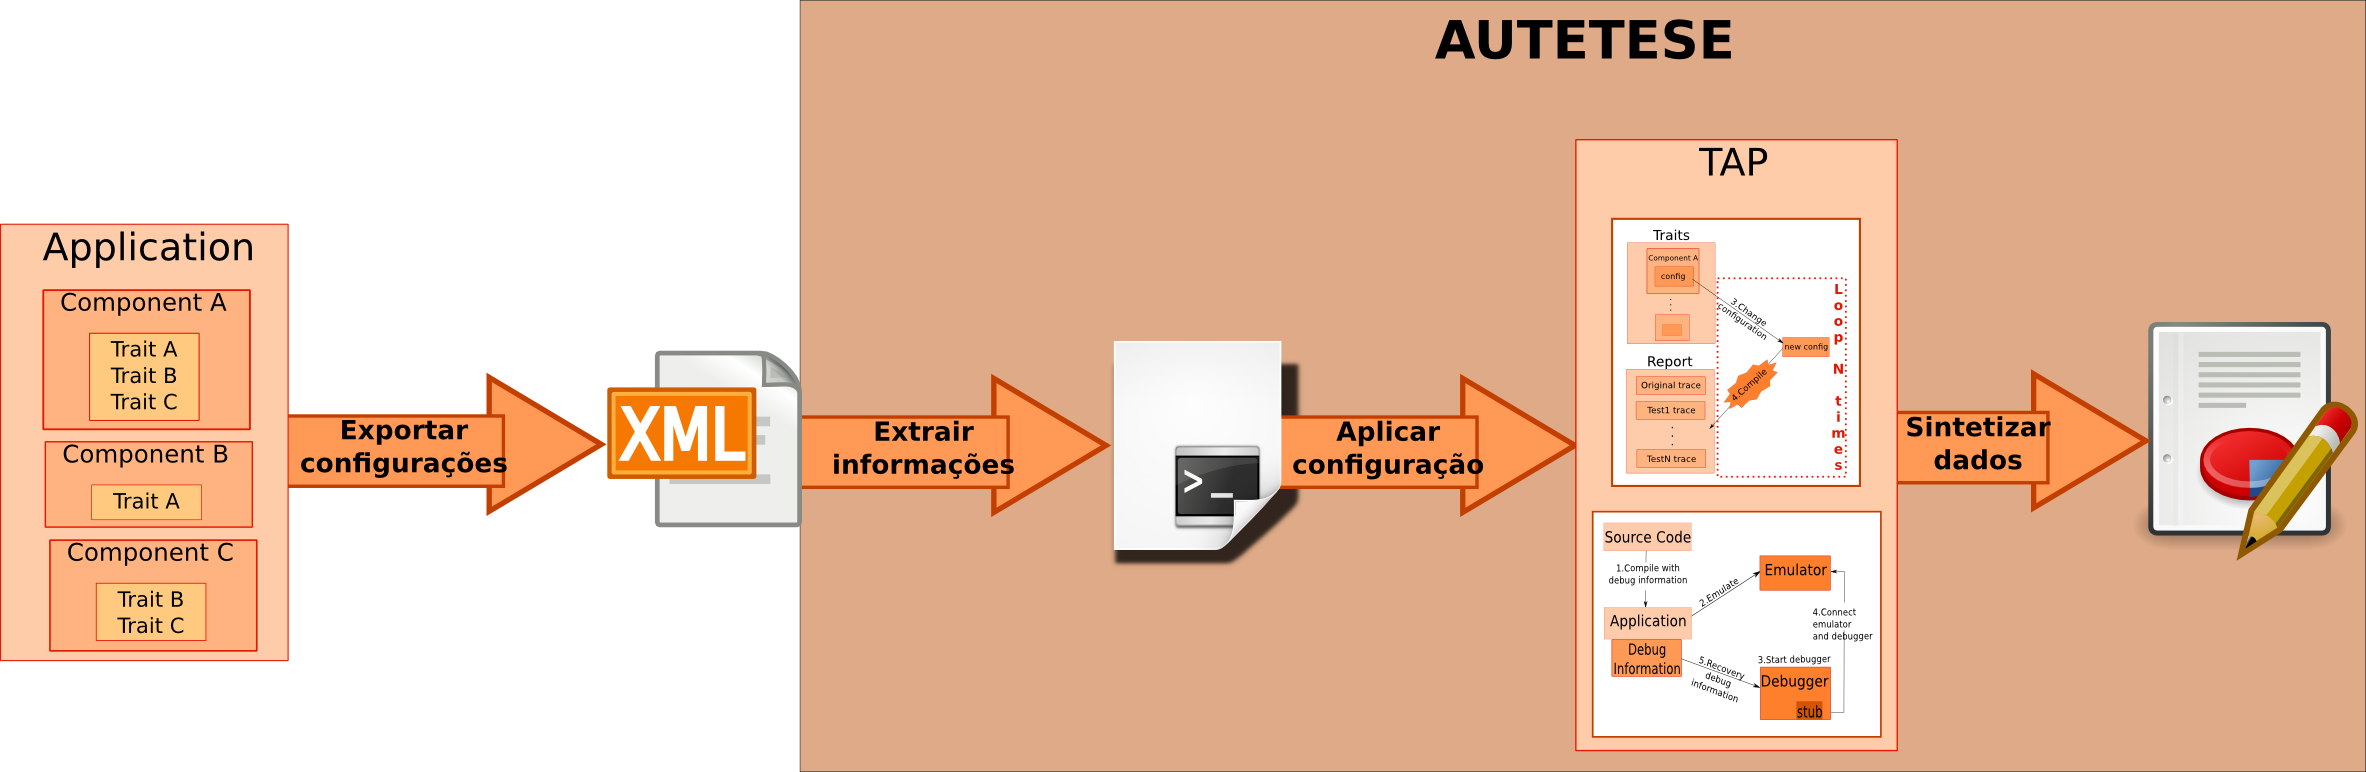 AUTETESE
Application
Component A
Trait A
Trait B
Trait C
Component B
Trait A
Component C
Trait B
Trait C
Exportar
configurações
XML
Extrair
informações
>_
Aplicar
configuração
TAP
Traits
Component A
config
3.Change
configuration
new config
4.Compile
Loop N times
Report
Original trace
Test1 trace
TestN trace
Source Code
1.Compile with
debug information
Application
Debug
Information
2.Emulate
Emulator
4.Connect
emulator
and debugger
3.Start debugger
5.Recovery
debug
information
Debugger
stub
Sintetizar
dados